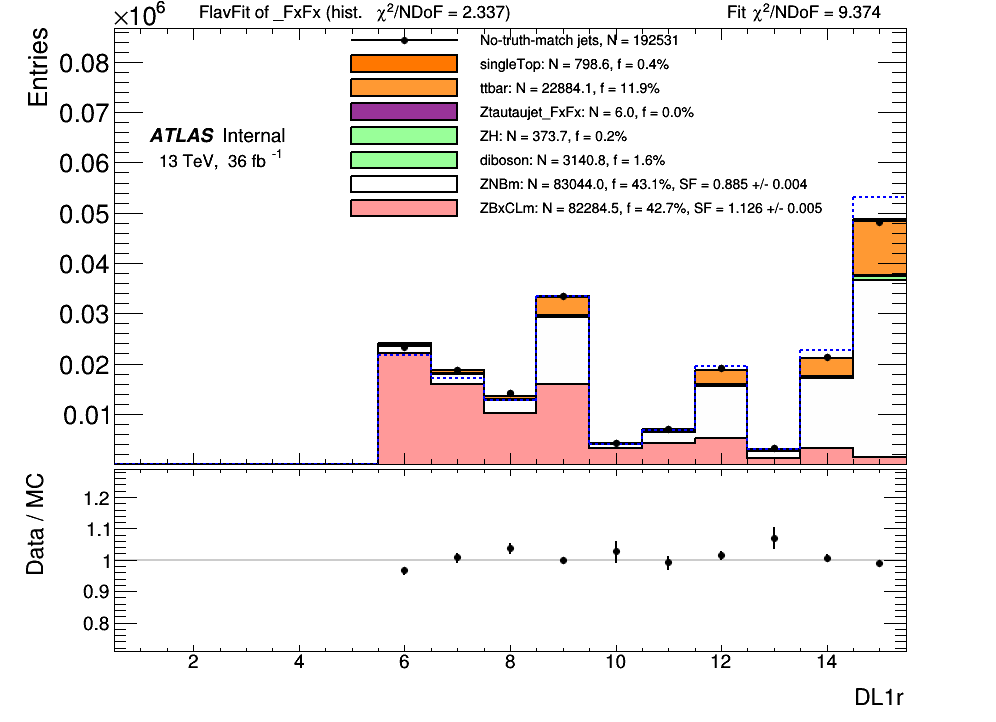 ×10⁶ FlavFit of _FxFx (hist. χ²/NDoF = 2.337) Fit χ²/NDoF = 9.374
Entries
No-truth-match jets, N = 192531
singleTop: N = 798.6, f = 0.4%
ttbar: N = 22884.1, f = 11.9%
Ztautaujet_FxFx: N = 6.0, f = 0.0%
ZH: N = 373.7, f = 0.2%
diboson: N = 3140.8, f = 1.6%
ZNBm: N = 83044.0, f = 43.1%, SF = 0.885 +/- 0.004
ZBxCLm: N = 82284.5, f = 42.7%, SF = 1.126 +/- 0.005
ATLAS Internal
13 TeV, 36 fb⁻¹
0.08
0.07
0.06
0.05
0.04
0.03
0.02
0.01
Data / MC
1.2
1.1
1
0.9
0.8
2 4 6 8 10 12 14
DL1r